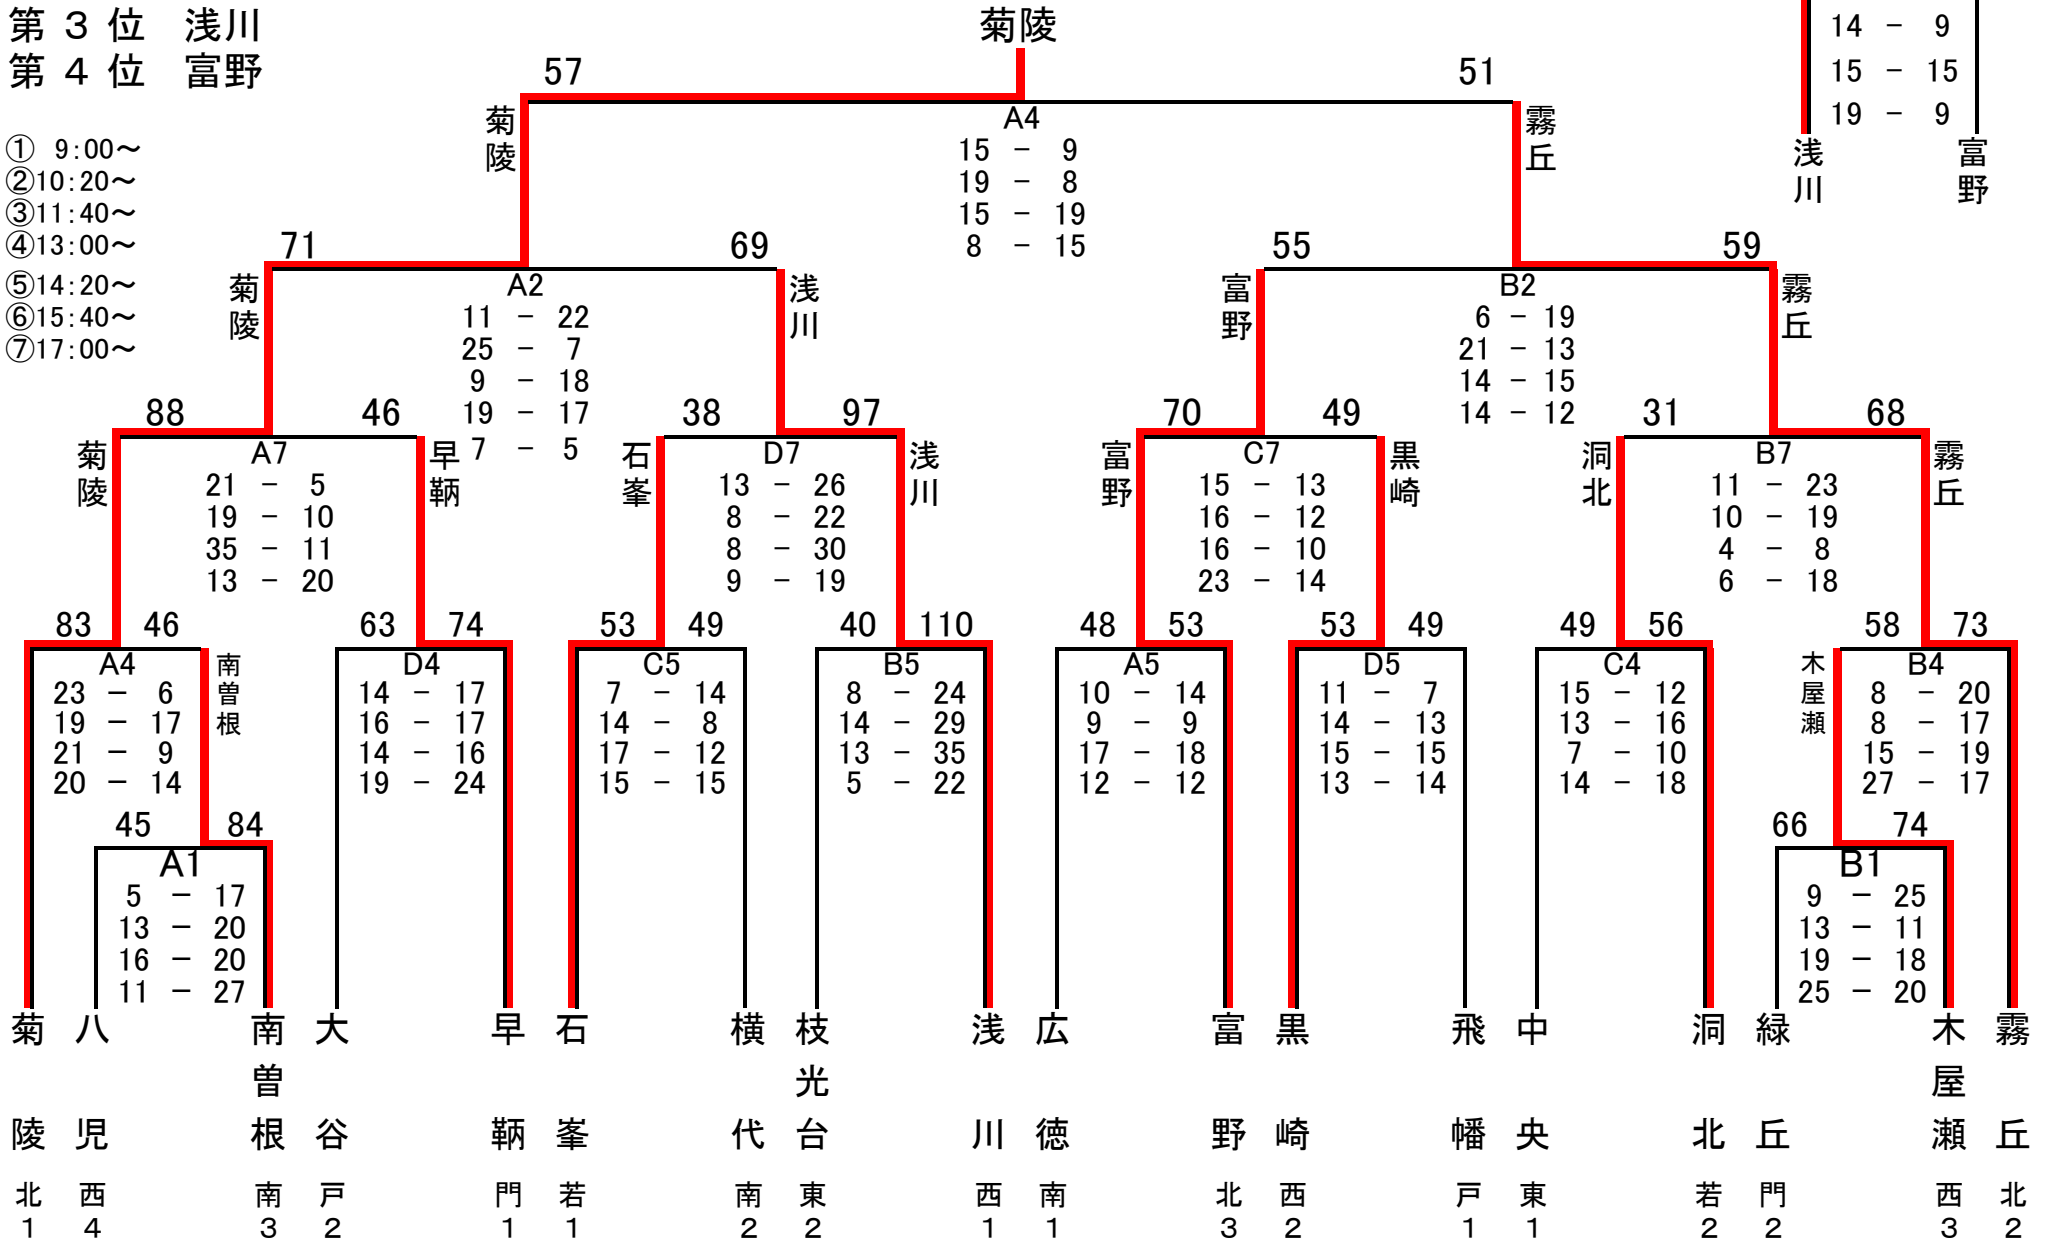 第 3 位 浅川
第 4 位 富野
菊陵
14 － 9
15 － 15
19 － 9
浅川
富野
① 9:00～
②10:20～
③11:40～
④13:00～
⑤14:20～
⑥15:40～
⑦17:00～
57 51
菊陵
霧丘
A4
15 － 9
19 － 8
15 － 19
8 － 15
71 69
菊陵
浅川
A2
11 － 22
25 － 7
9 － 18
19 － 17
7 － 5
55 59
富野
霧丘
B2
6 － 19
21 － 13
14 － 15
14 － 12
88 46
菊陵
早鞆
A7
21 － 5
19 － 10
35 － 11
13 － 20
38 97
石峯
浅川
D7
13 － 26
8 － 22
8 － 30
9 － 19
70 49
富野
黒崎
C7
15 － 13
16 － 12
16 － 10
23 － 14
31 68
洞北
霧丘
B7
11 － 23
10 － 19
4 － 8
6 － 18
83 46
A4
南曽根
23 － 6
19 － 17
21 － 9
20 － 14
63 74
D4
14 － 17
16 － 17
14 － 16
19 － 24
53 49
C5
7 － 14
14 － 8
17 － 12
15 － 15
40 110
B5
8 － 24
14 － 29
13 － 35
5 － 22
48 53
A5
10 － 14
9 － 9
17 － 18
12 － 12
53 49
D5
11 － 7
14 － 13
15 － 15
13 － 14
49 56
C4
15 － 12
13 － 16
7 － 10
14 － 18
58 73
木屋瀬
B4
8 － 20
8 － 17
15 － 19
27 － 17
45 84
A1
5 － 17
13 － 20
16 － 20
11 － 27
66 74
B1
9 － 25
13 － 11
19 － 18
25 － 20
菊陵 北1
八児 西4
南曽根 南3
大谷 戸2
早鞆 門1
石峯 若1
横代 南2
枝光台 東2
浅川 西1
広徳 南1
富野 北3
黒崎 西2
飛幡 戸1
中央 東1
洞北 若2
緑丘 門2
木屋瀬 西3
霧丘 北2